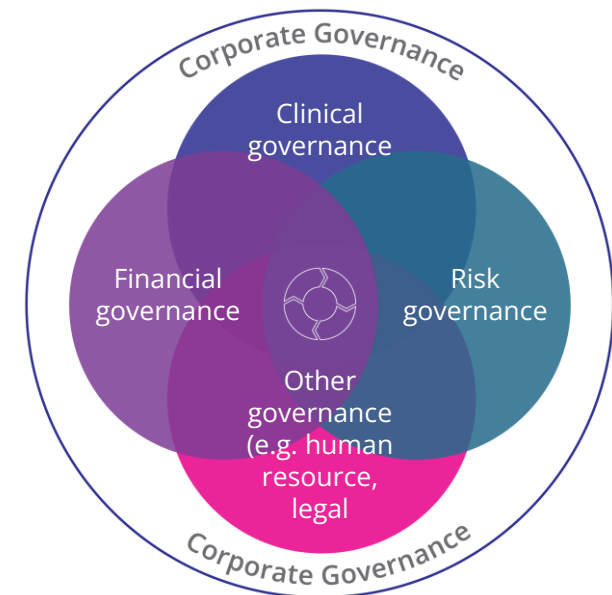 Corporate Governance
Clinical
governance
Financial
governance
Risk
governance
Other
governance
(e.g. human
resource,
legal
Corporate Governance